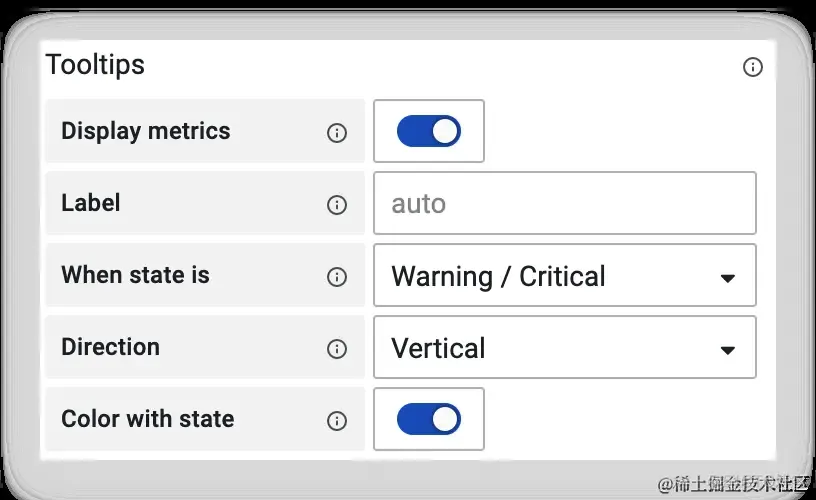 Tooltips
Display metrics
Label auto
When state is Warning / Critical
Direction Vertical
Color with state
@稀土掘金技术社区